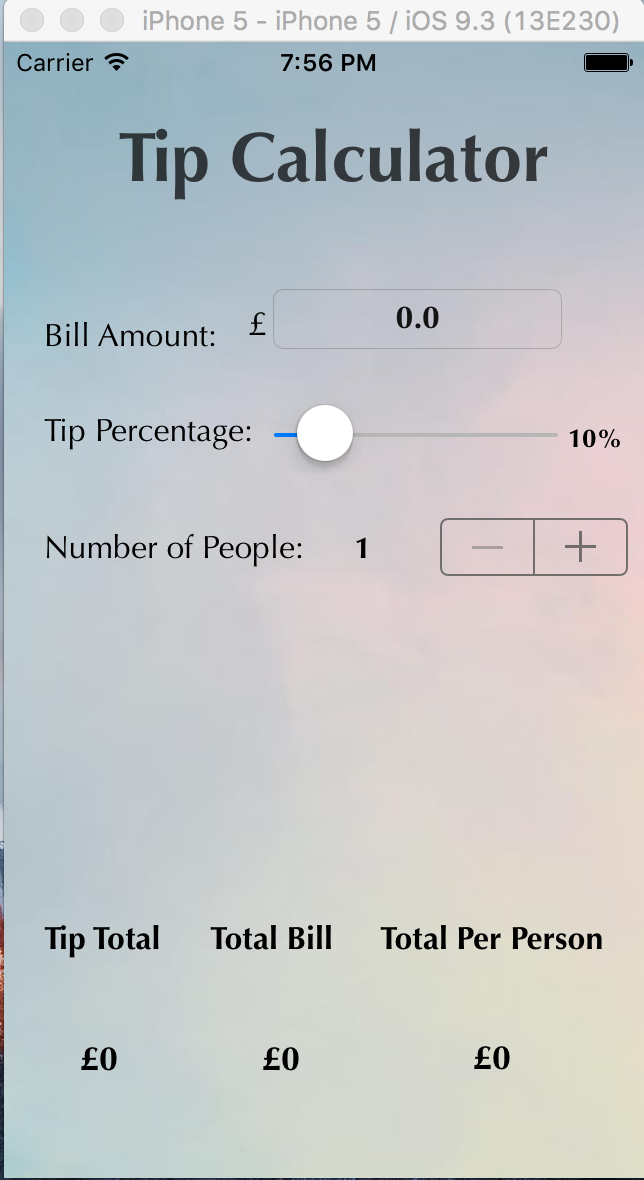 iPhone 5 - iPhone 5 / iOS 9.3 (13E230)
Carrier 7:56 PM
Tip Calculator
Bill Amount: £ 0.0
Tip Percentage: 10%
Number of People: 1 − +
Tip Total Total Bill Total Per Person
£0 £0 £0